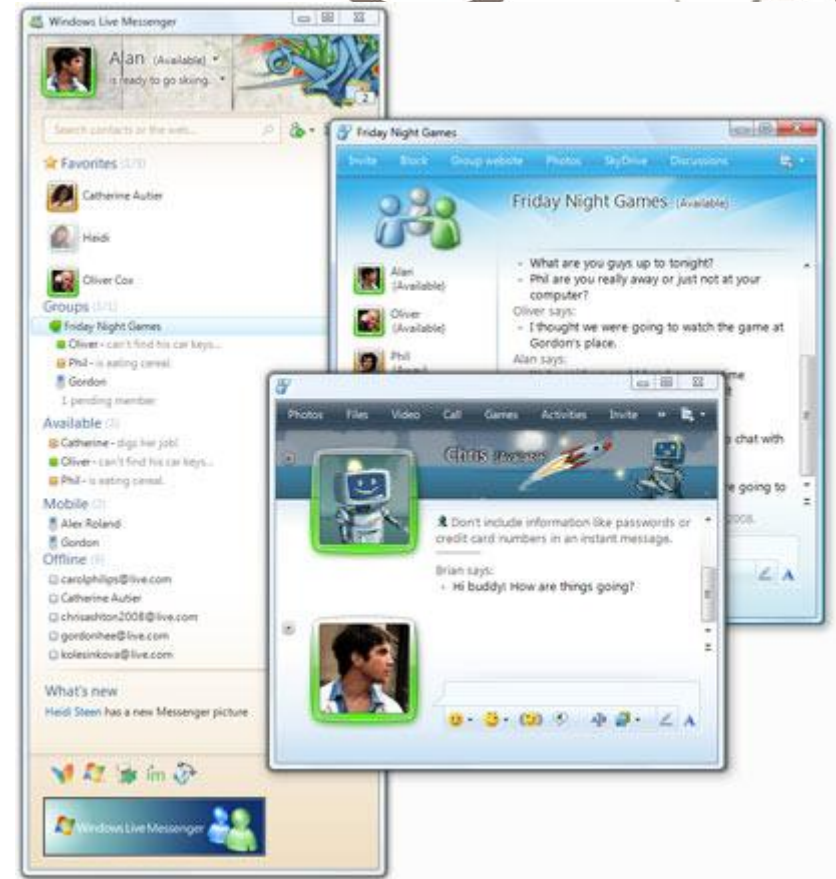 Windows Live Messenger
Alan (Available)
is ready to go skiing.
2
Search contacts or the web...
Favorites (1/3)
Catherine Autier
Heidi
Oliver Cox
Groups (1/1)
Friday Night Games
Oliver - can't find his car keys...
Phil - is eating cereal.
Gordon
1 pending member
Available (3)
Catherine - digs her job!
Oliver - can't find his car keys...
Phil - is eating cereal.
Mobile (2)
Alex Roland
Gordon
Offline
carolphilips@live.com
Catherine Autier
chrisashton2008@live.com
gordonhee@live.com
kolesinkova@live.com
What's new
Heidi Steen has a new Messenger picture
im
Windows Live Messenger
Friday Night Games
Invite Block Group website Photos SkyDrive Discussions
Friday Night Games (Available)
Alan
(Available)
Oliver
(Available)
Phil
What are you guys up to tonight?
Phil are you really away or just not at your
computer?
Oliver says:
I thought we were going to watch the game at
Gordon's place.
Alan says:
chat with
going to
2008.
A
Photos Files Video Call Games Activities Invite »
Chris
Don't include information like passwords or
credit card numbers in an instant message.
Brian says:
Hi buddy! How are things going?
A